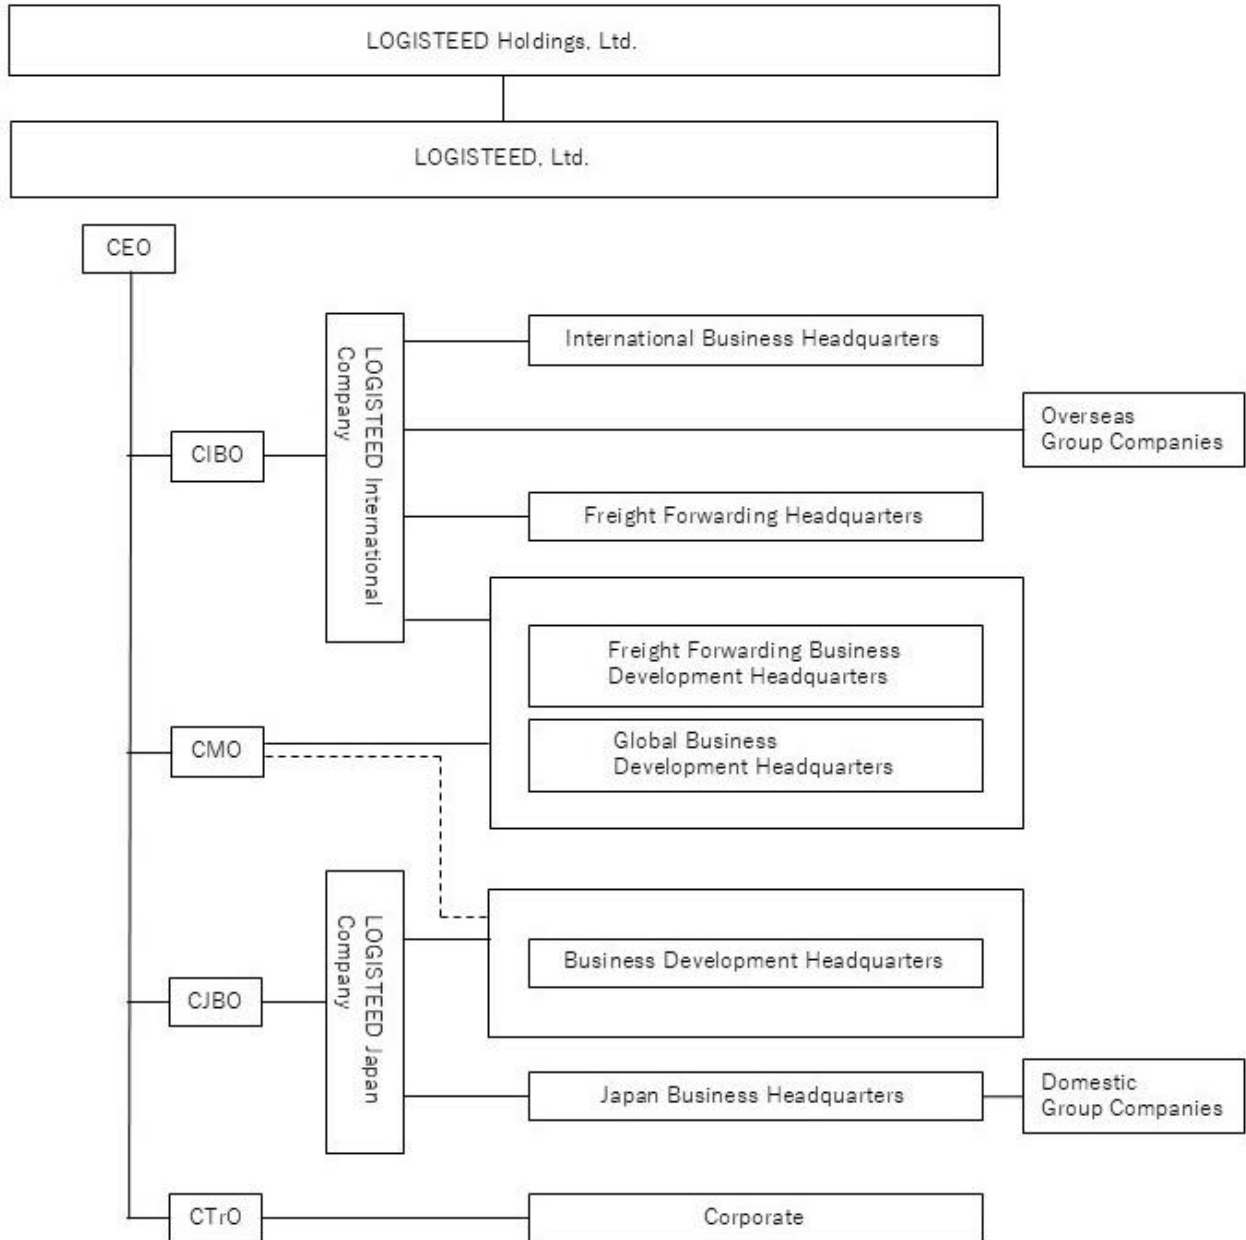 LOGISTEED Holdings, Ltd.
LOGISTEED, Ltd.
CEO
LOGISTEED International
Company
International Business Headquarters
Overseas
Group Companies
CIBO
Freight Forwarding Headquarters
Freight Forwarding Business
Development Headquarters
CMO
Global Business
Development Headquarters
LOGISTEED Japan
Company
Business Development Headquarters
CJBO
Japan Business Headquarters
Domestic
Group Companies
CTrO
Corporate